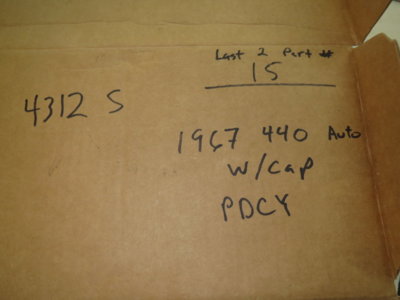 Last 2 Part #
15
4312 S
1967 440 Auto
W/Cap
PDCY